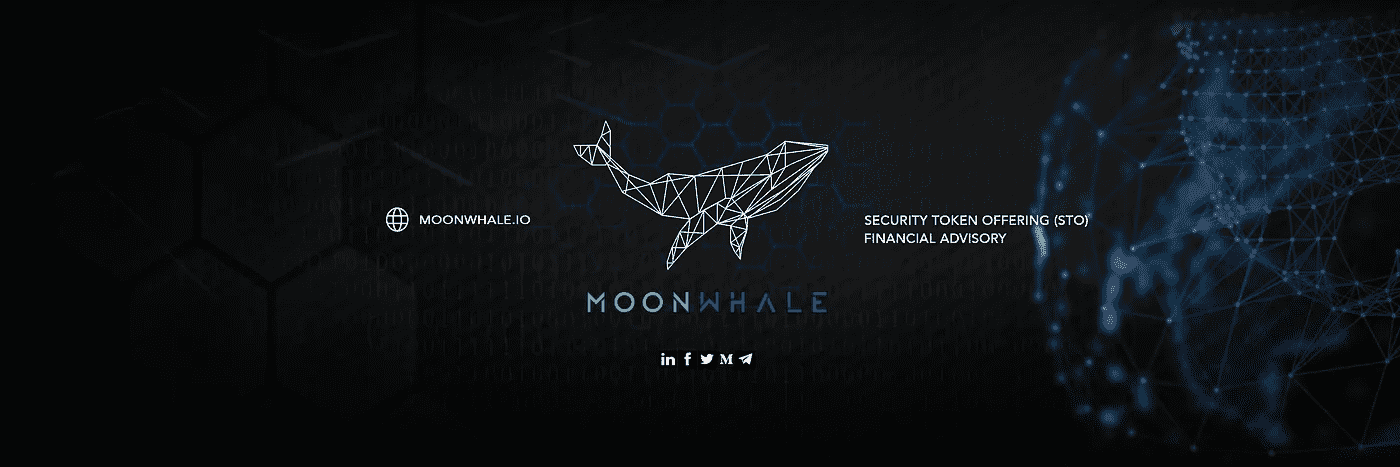 MOONWHALE.IO
SECURITY TOKEN OFFERING (STO)
FINANCIAL ADVISORY
MOONWHALE